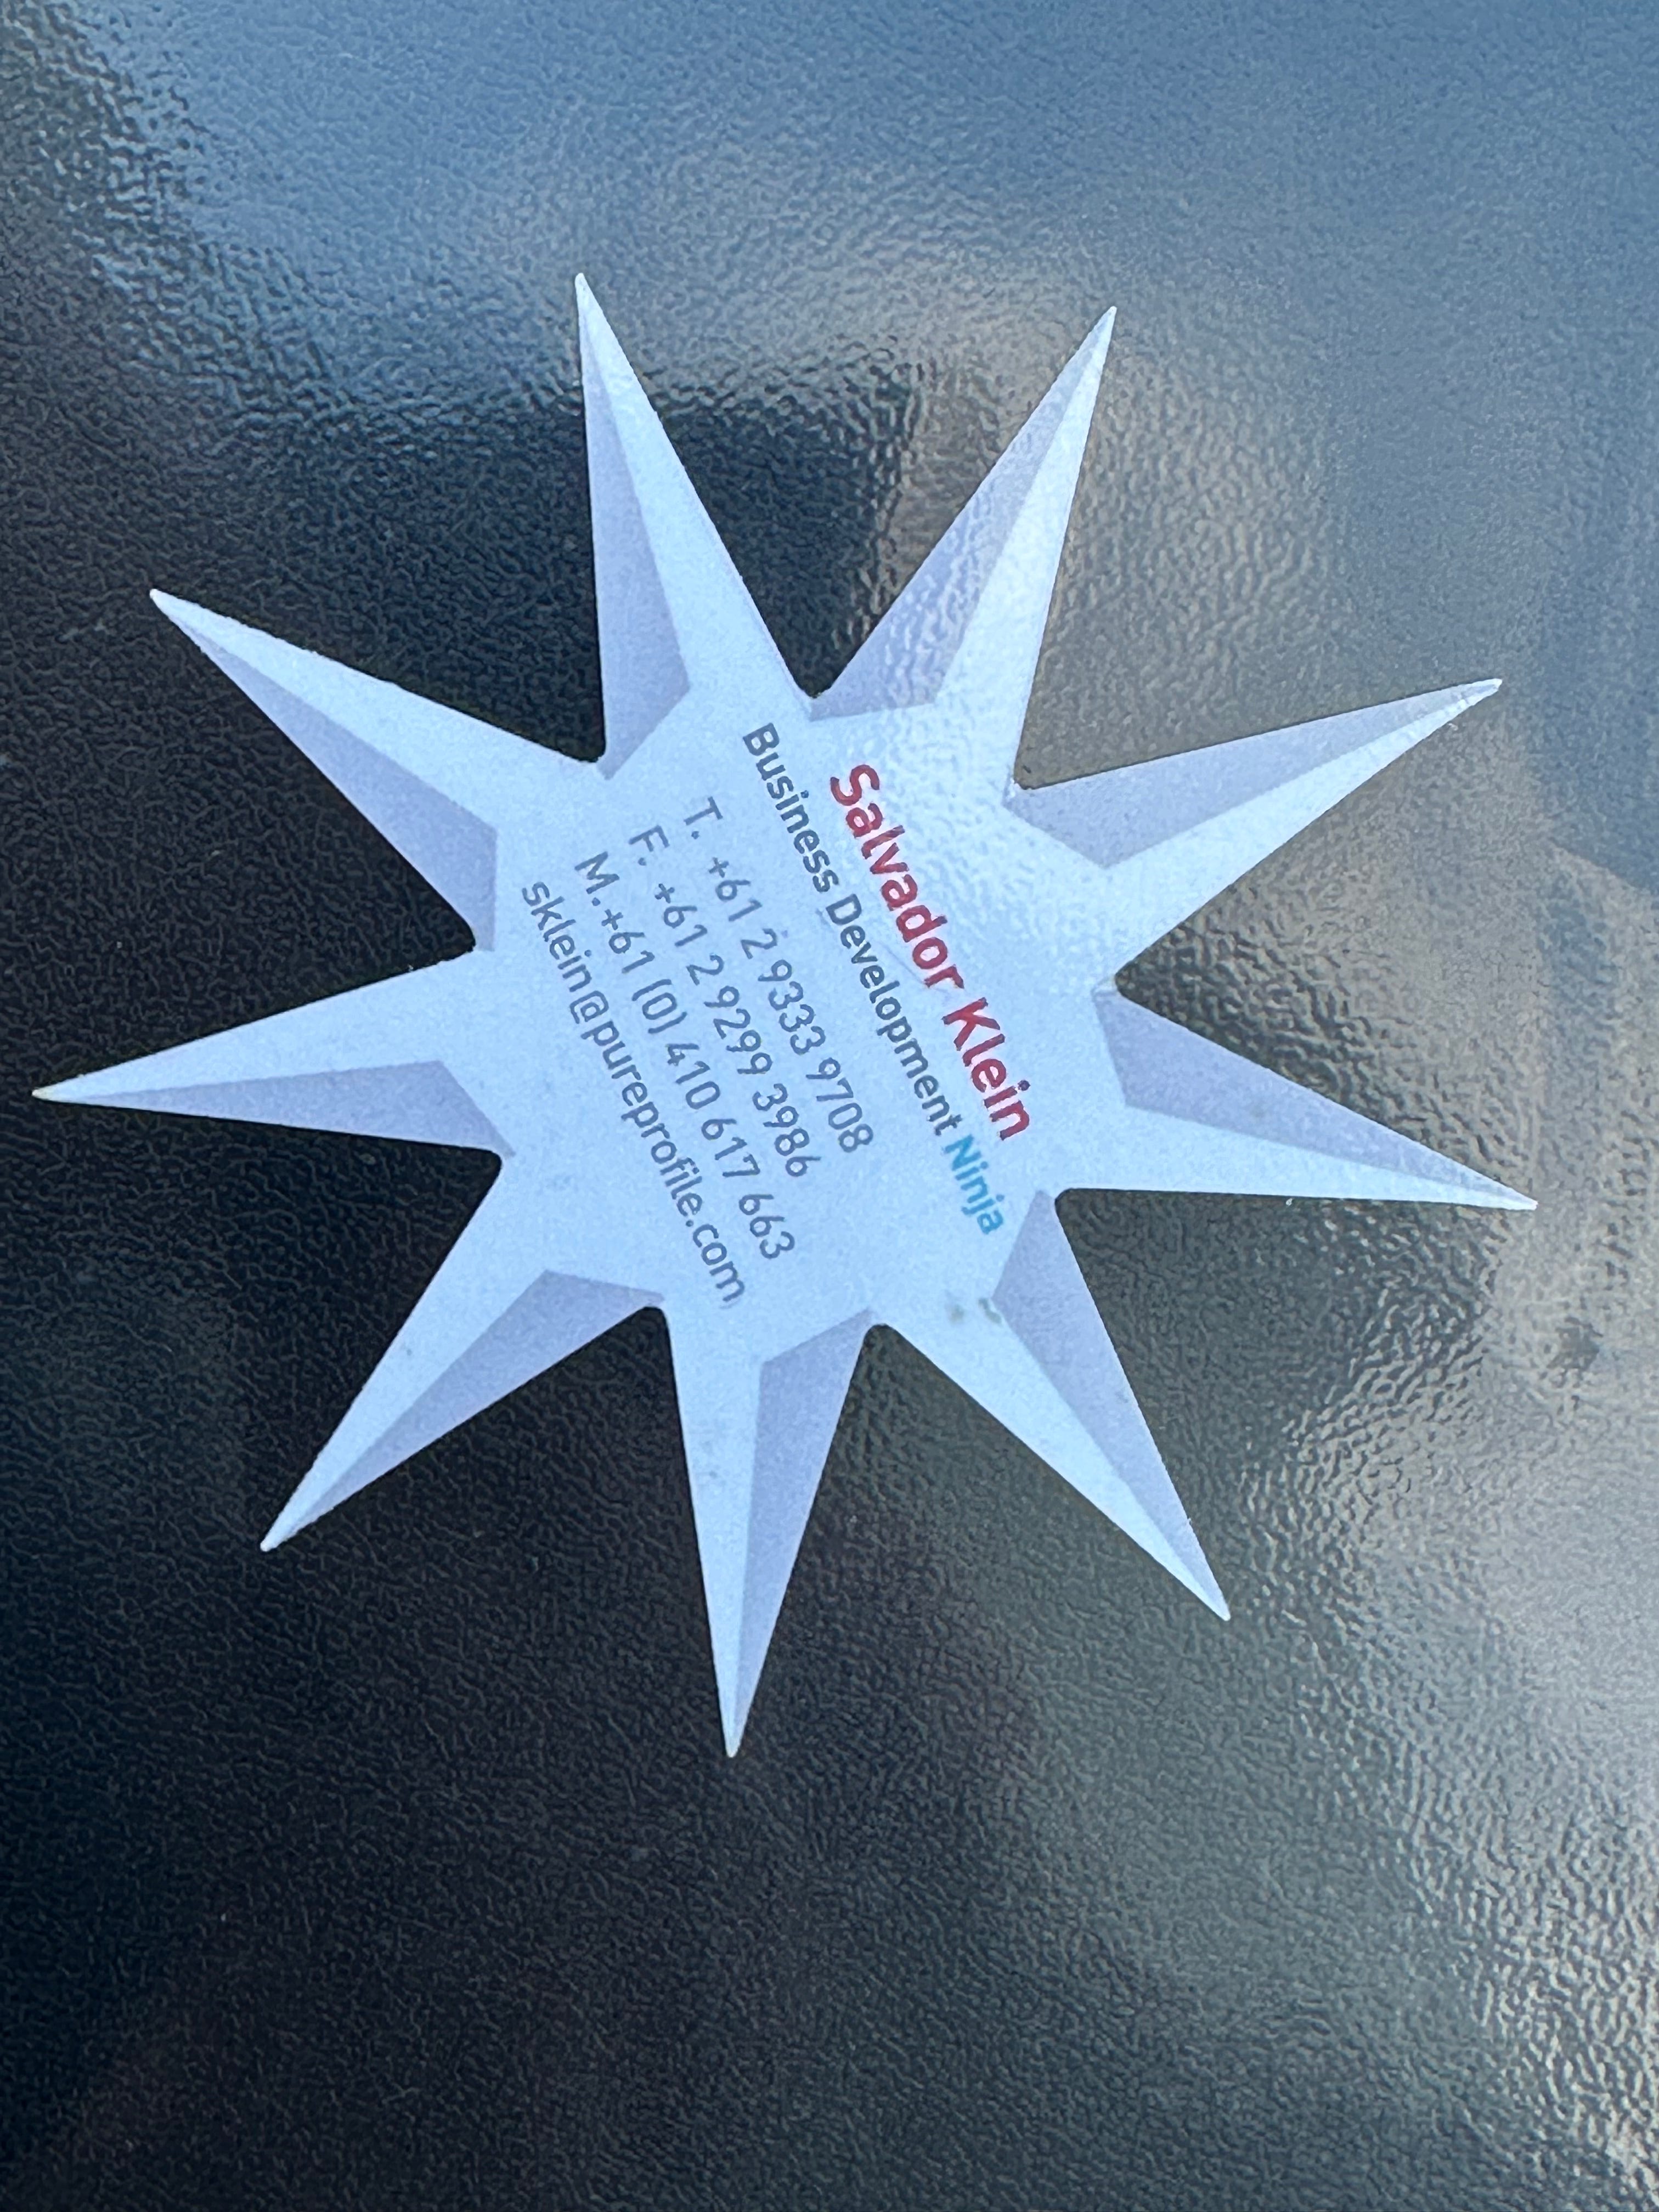 Salvador Klein
Business Development Ninja
T. +61 2 9333 9708
F. +61 2 9299 3986
M. +61 (0) 410 617 663
sklein@pureprofile.com